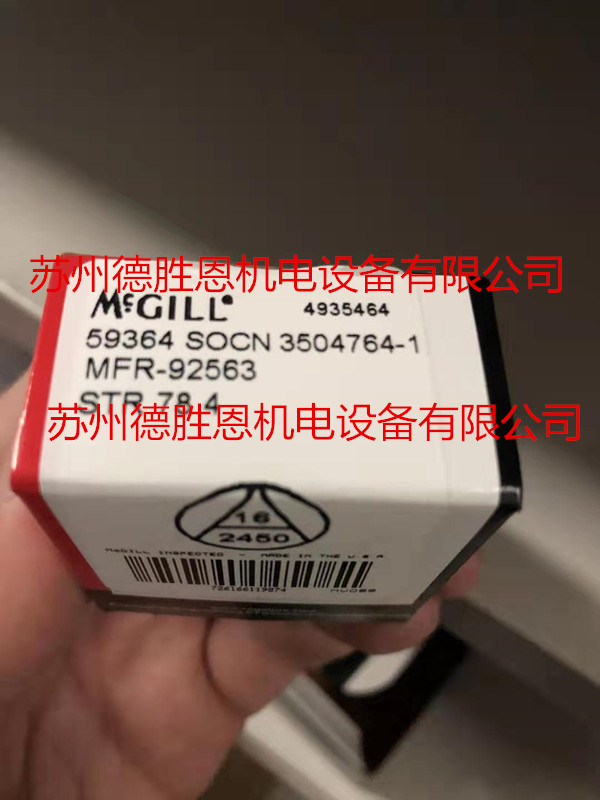 苏州德胜恩机电设备有限公司
McGILL® 4935464
59364 SOCN 3504764-1
MFR-92563
STR 78.4
苏州德胜恩机电设备有限公司
16
2450
McGILL INSPECTED - MADE IN THE U S A
726166119874